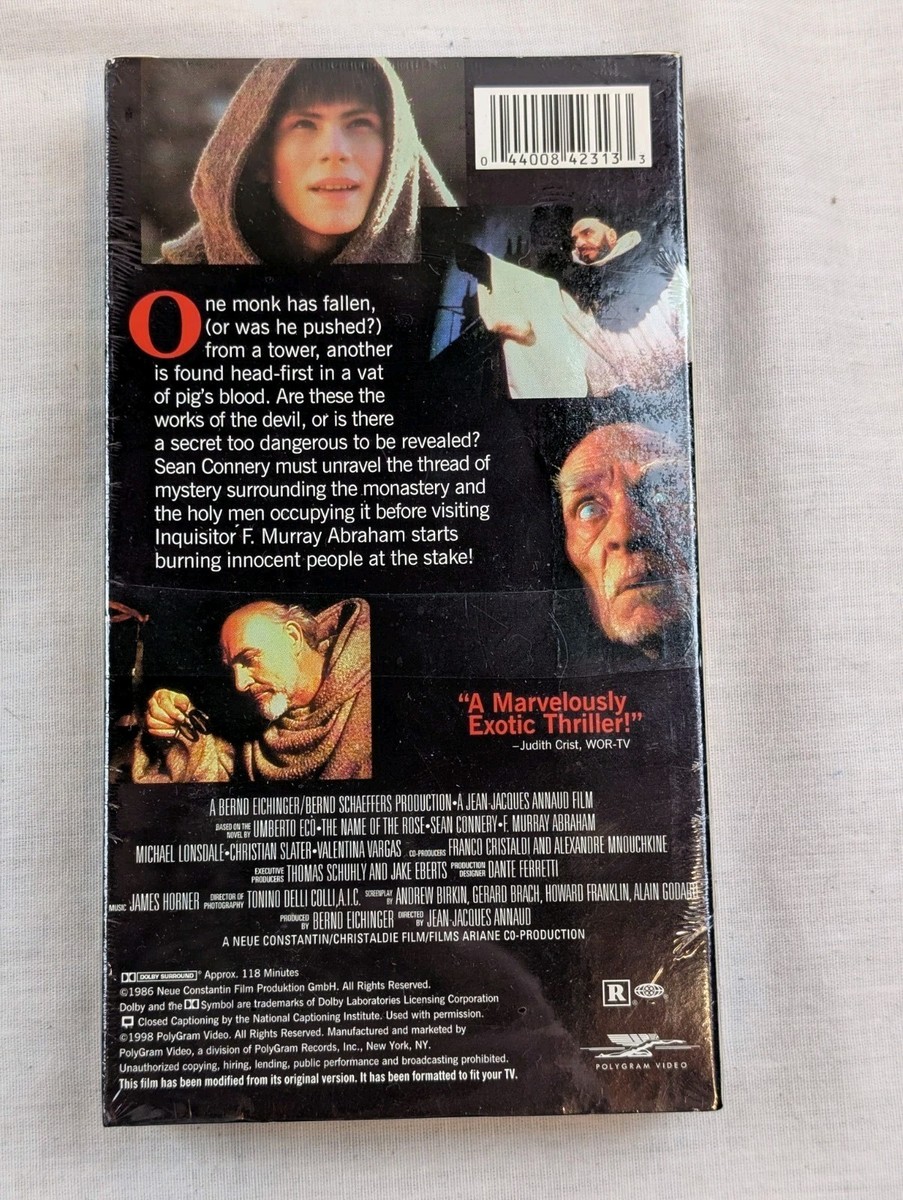 0 44008 42313 3
One monk has fallen,
(or was he pushed?)
from a tower, another
is found head-first in a vat
of pig's blood. Are these the
works of the devil, or is there
a secret too dangerous to be revealed?
Sean Connery must unravel the thread of
mystery surrounding the monastery and
the holy men occupying it before visiting
Inquisitor F. Murray Abraham starts
burning innocent people at the stake!
"A Marvelously
Exotic Thriller!"
–Judith Crist, WOR-TV
A BERND EICHINGER/BERND SCHAEFFERS PRODUCTION•A JEAN-JACQUES ANNAUD FILM
BASED ON THE NOVEL BY UMBERTO ECO•THE NAME OF THE ROSE•SEAN CONNERY•F. MURRAY ABRAHAM
MICHAEL LONSDALE•CHRISTIAN SLATER•VALENTINA VARGAS CO-PRODUCERS FRANCO CRISTALDI AND ALEXANDRE MNOUCHKINE
EXECUTIVE PRODUCERS THOMAS SCHUHLY AND JAKE EBERTS PRODUCTION DESIGNER DANTE FERRETTI
MUSIC JAMES HORNER DIRECTOR OF PHOTOGRAPHY TONINO DELLI COLLI,A.I.C. SCREENPLAY BY ANDREW BIRKIN, GERARD BRACH, HOWARD FRANKLIN, ALAIN GODARD
PRODUCED BY BERND EICHINGER DIRECTED BY JEAN-JACQUES ANNAUD
A NEUE CONSTANTIN/CHRISTALDIE FILM/FILMS ARIANE CO-PRODUCTION
DOLBY SURROUND Approx. 118 Minutes
©1986 Neue Constantin Film Produktion GmbH. All Rights Reserved.
Dolby and the Symbol are trademarks of Dolby Laboratories Licensing Corporation
Closed Captioning by the National Captioning Institute. Used with permission.
©1998 PolyGram Video. All Rights Reserved. Manufactured and marketed by
PolyGram Video, a division of PolyGram Records, Inc., New York, NY.
Unauthorized copying, hiring, lending, public performance and broadcasting prohibited.
This film has been modified from its original version. It has been formatted to fit your TV.
R
POLYGRAM VIDEO